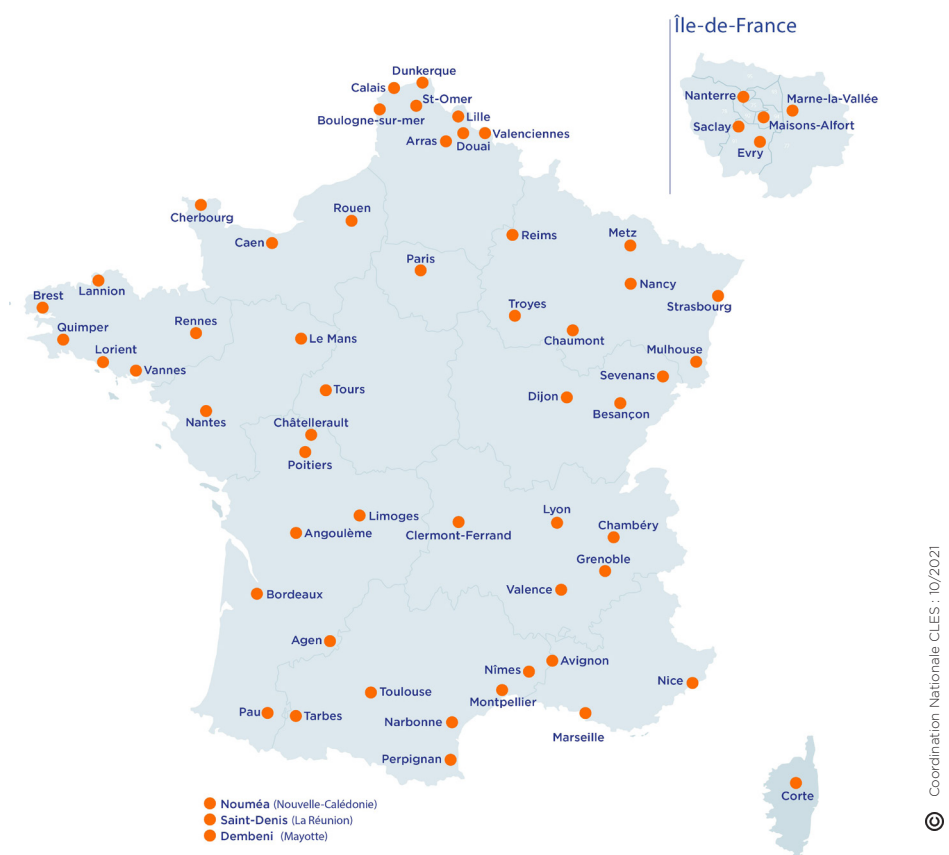 Île-de-France
Nanterre
Marne-la-Vallée
Saclay
Maisons-Alfort
Evry
Dunkerque
Calais
St-Omer
Boulogne-sur-mer
Lille
Arras
Douai
Valenciennes
Cherbourg
Rouen
Caen
Reims
Metz
Paris
Nancy
Strasbourg
Lannion
Brest
Quimper
Rennes
Lorient
Vannes
Le Mans
Troyes
Chaumont
Mulhouse
Sevenans
Tours
Dijon
Besançon
Nantes
Châtellerault
Poitiers
Limoges
Angoulême
Clermont-Ferrand
Lyon
Chambéry
Grenoble
Valence
Bordeaux
Agen
Avignon
Nîmes
Montpellier
Nice
Toulouse
Pau
Tarbes
Narbonne
Marseille
Perpignan
Corte
Nouméa (Nouvelle-Calédonie)
Saint-Denis (La Réunion)
Dembeni (Mayotte)
© Coordination Nationale CLES : 10/2021